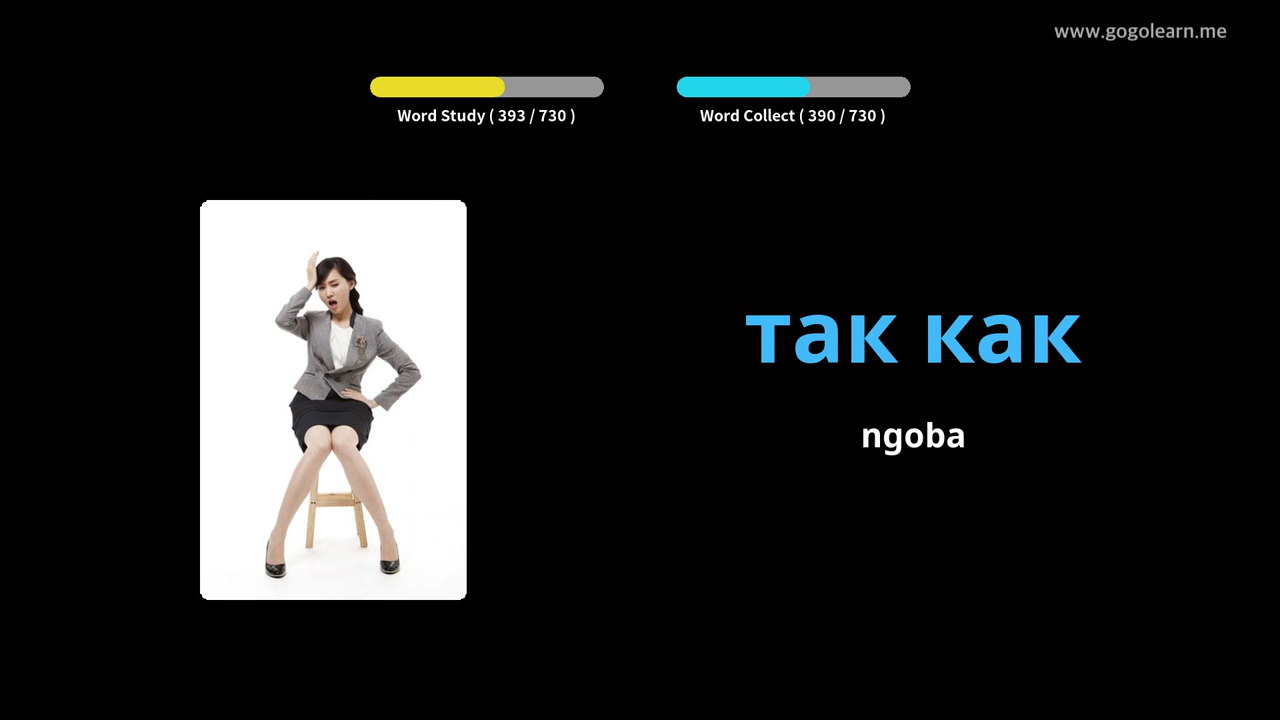 www.gogolearn.me
Word Study ( 393 / 730 )
Word Collect ( 390 / 730 )
так как
ngoba